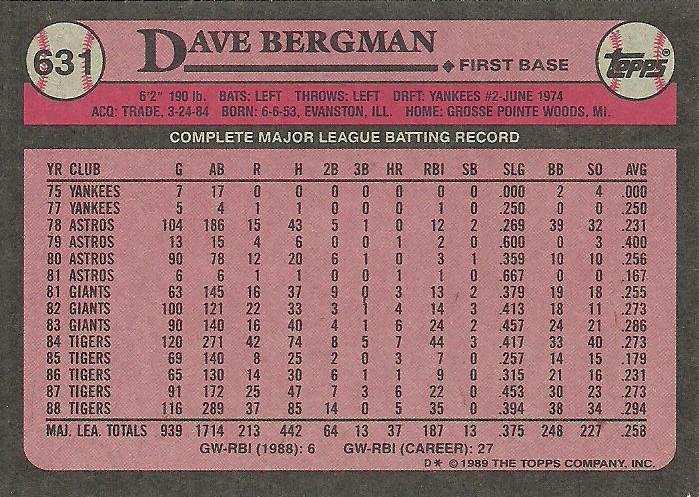 631
DAVE BERGMAN
◆ FIRST BASE
TOPPS®
6'2" 190 lb. BATS: LEFT THROWS: LEFT DRFT: YANKEES #2-JUNE 1974
ACQ: TRADE, 3-24-84 BORN: 6-6-53, EVANSTON, ILL. HOME: GROSSE POINTE WOODS, MI.
COMPLETE MAJOR LEAGUE BATTING RECORD
YR CLUB G AB R H 2B 3B HR RBI SB SLG BB SO AVG
75 YANKEES 7 17 0 0 0 0 0 0 0 .000 2 4 .000
77 YANKEES 5 4 1 1 0 0 0 1 0 .250 0 0 .250
78 ASTROS 104 186 15 43 5 1 0 12 2 .269 39 32 .231
79 ASTROS 13 15 4 6 0 0 1 2 0 .600 0 3 .400
80 ASTROS 90 78 12 20 6 1 0 3 1 .359 10 10 .256
81 ASTROS 6 6 1 1 0 0 1 1 0 .667 0 0 .167
81 GIANTS 63 145 16 37 9 0 3 13 2 .379 19 18 .255
82 GIANTS 100 121 22 33 3 1 4 14 3 .413 18 11 .273
83 GIANTS 90 140 16 40 4 1 6 24 2 .457 24 21 .286
84 TIGERS 120 271 42 74 8 5 7 44 3 .417 33 40 .273
85 TIGERS 69 140 8 25 2 0 3 7 0 .257 14 15 .179
86 TIGERS 65 130 14 30 6 1 1 9 0 .315 21 16 .231
87 TIGERS 91 172 25 47 7 3 6 22 0 .453 30 23 .273
88 TIGERS 116 289 37 85 14 0 5 35 0 .394 38 34 .294
MAJ. LEA. TOTALS 939 1714 213 442 64 13 37 187 13 .375 248 227 .258
GW-RBI (1988): 6 GW-RBI (CAREER): 27
D* ©1989 THE TOPPS COMPANY, INC.